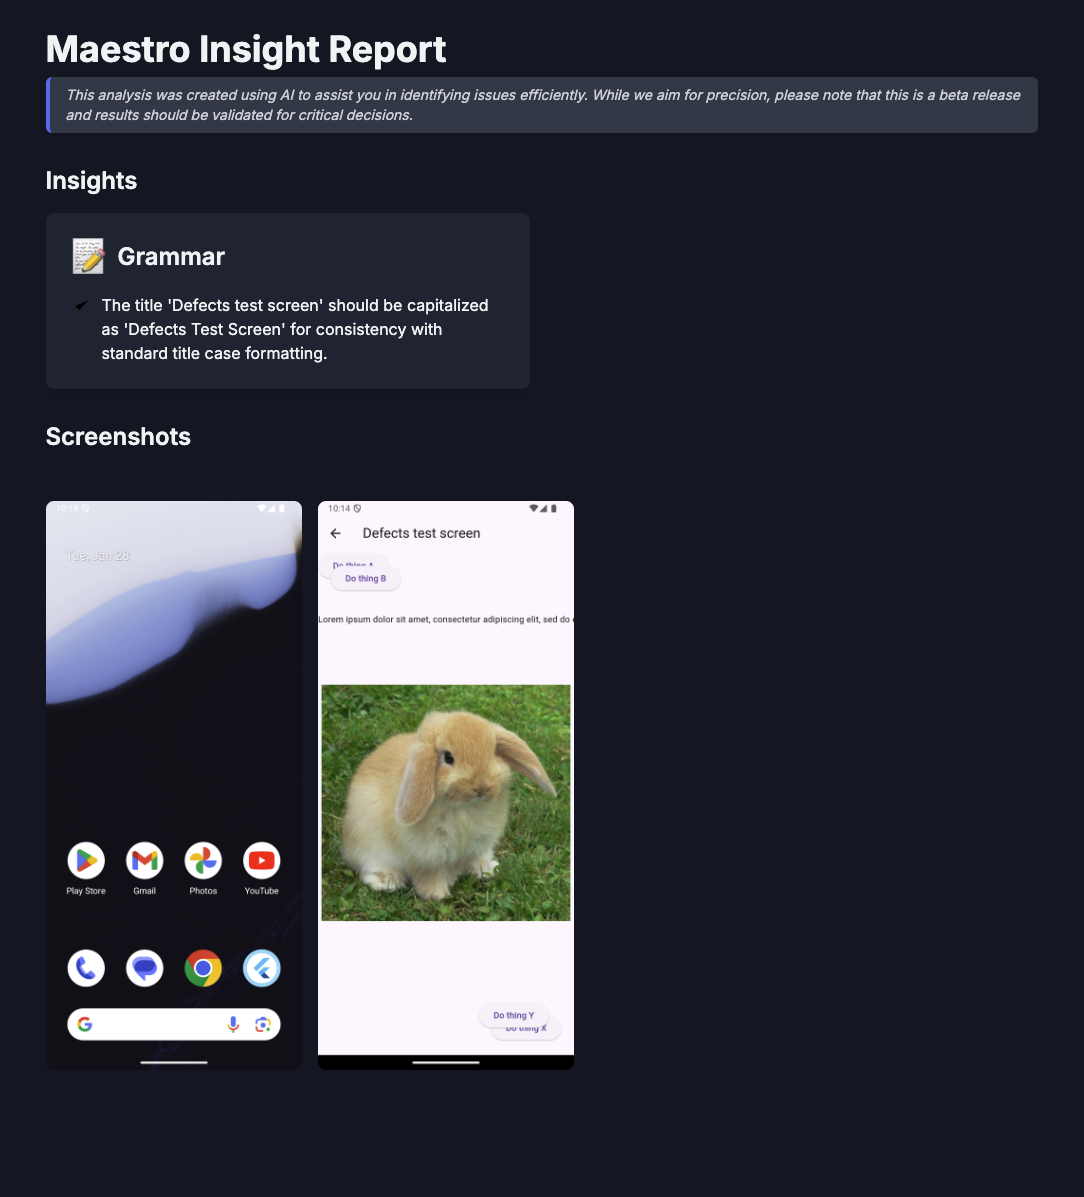 Maestro Insight Report
This analysis was created using AI to assist you in identifying issues efficiently. While we aim for precision, please note that this is a beta release
and results should be validated for critical decisions.
Insights
Grammar
The title 'Defects test screen' should be capitalized
as 'Defects Test Screen' for consistency with
standard title case formatting.
Screenshots
10:14
Tue, Jan 28
Play Store Gmail Photos YouTube
G
10:14
Defects test screen
Do thing A
Do thing B
Lorem ipsum dolor sit amet, consectetur adipiscing elit, sed do
Do thing Y
Do thing X